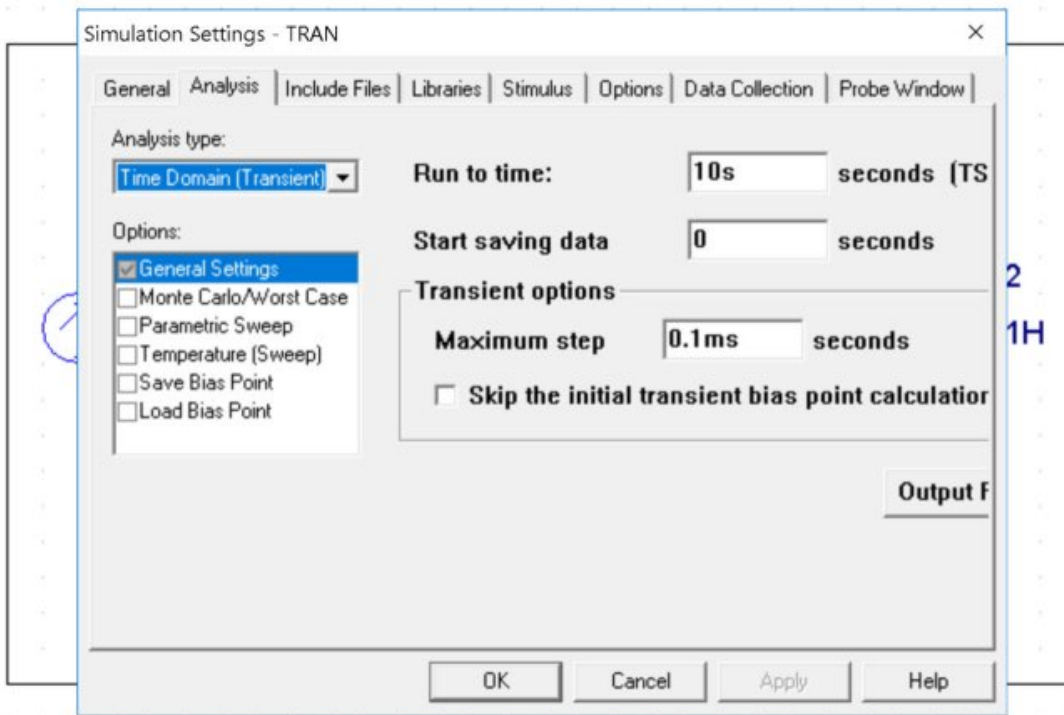 Simulation Settings - TRAN
General Analysis Include Files Libraries Stimulus Options Data Collection Probe Window
Analysis type:
Time Domain (Transient)
Options:
General Settings
Monte Carlo/Worst Case
Parametric Sweep
Temperature (Sweep)
Save Bias Point
Load Bias Point
Run to time: 10s seconds (TS
Start saving data 0 seconds
Transient options
Maximum step 0.1ms seconds
Skip the initial transient bias point calculation
Output F
2
1H
OK Cancel Apply Help